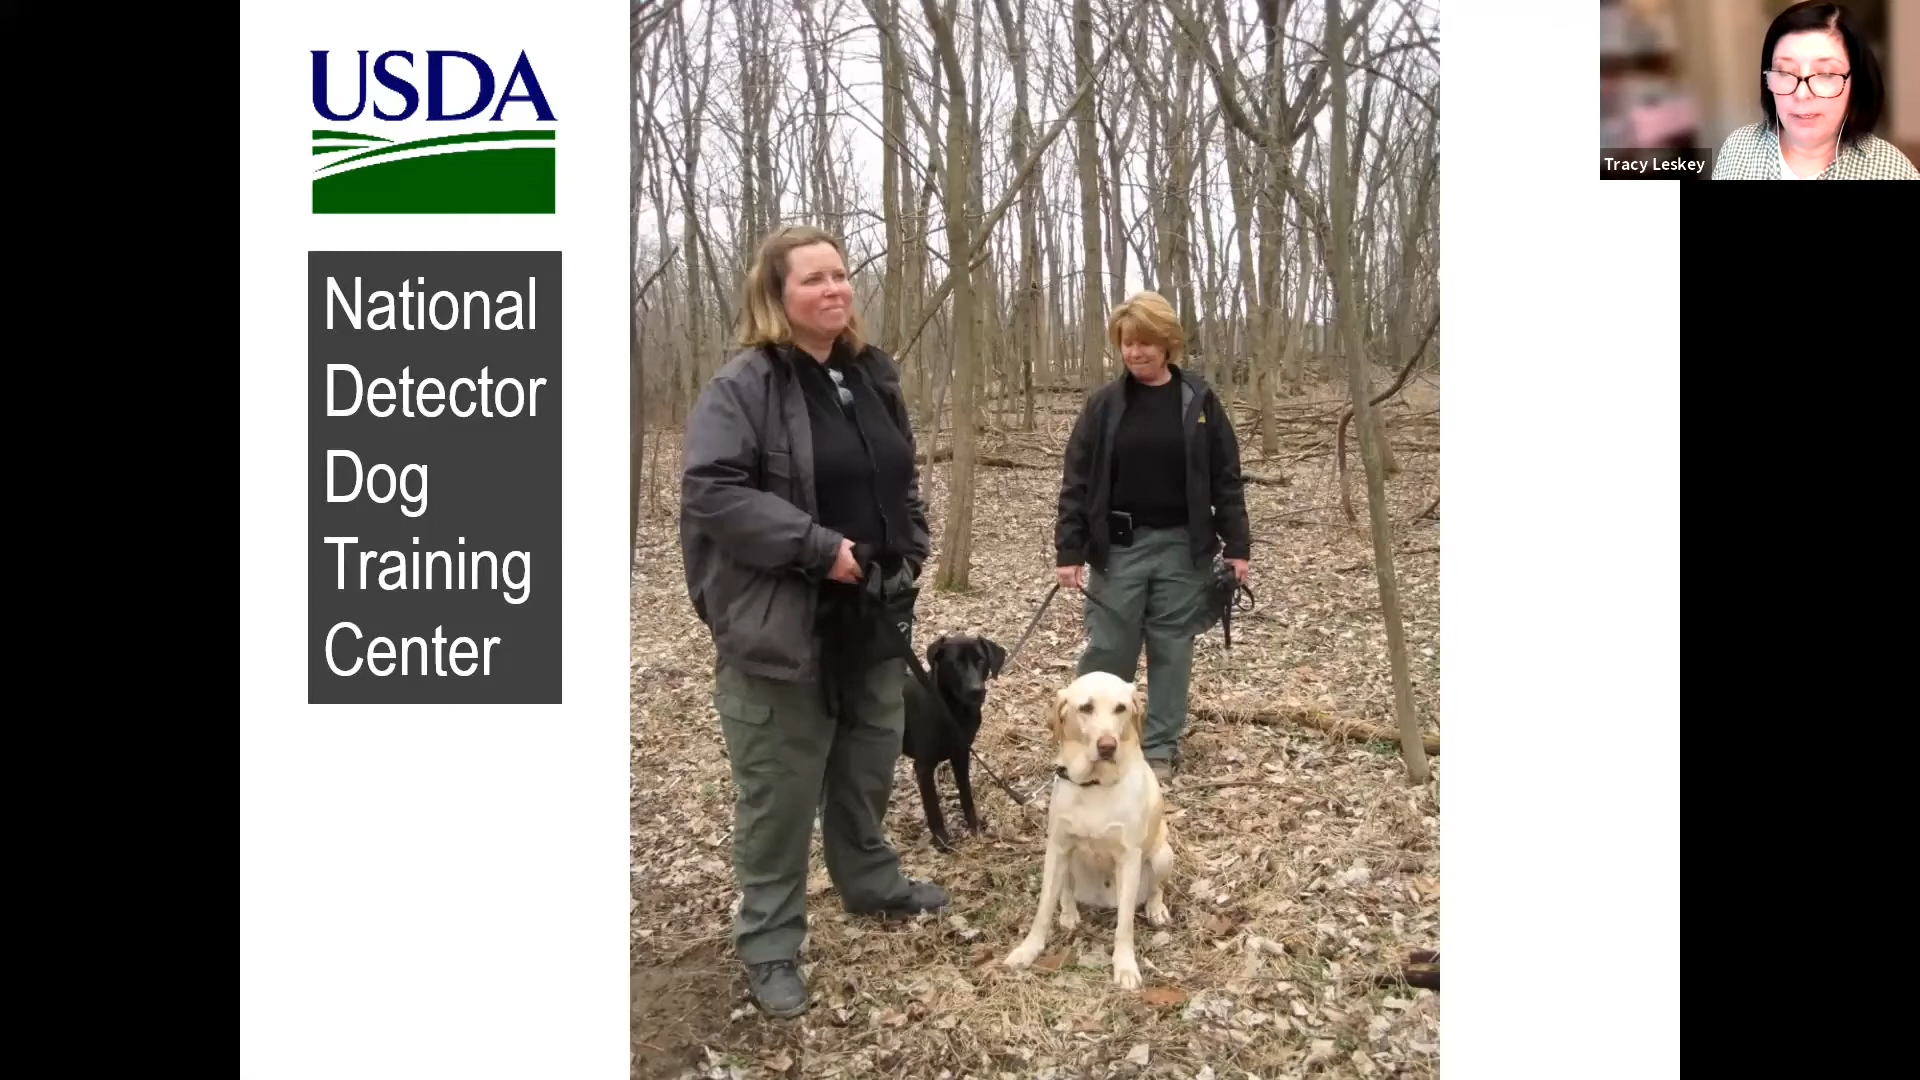 USDA
National
Detector
Dog
Training
Center
Tracy Leskey